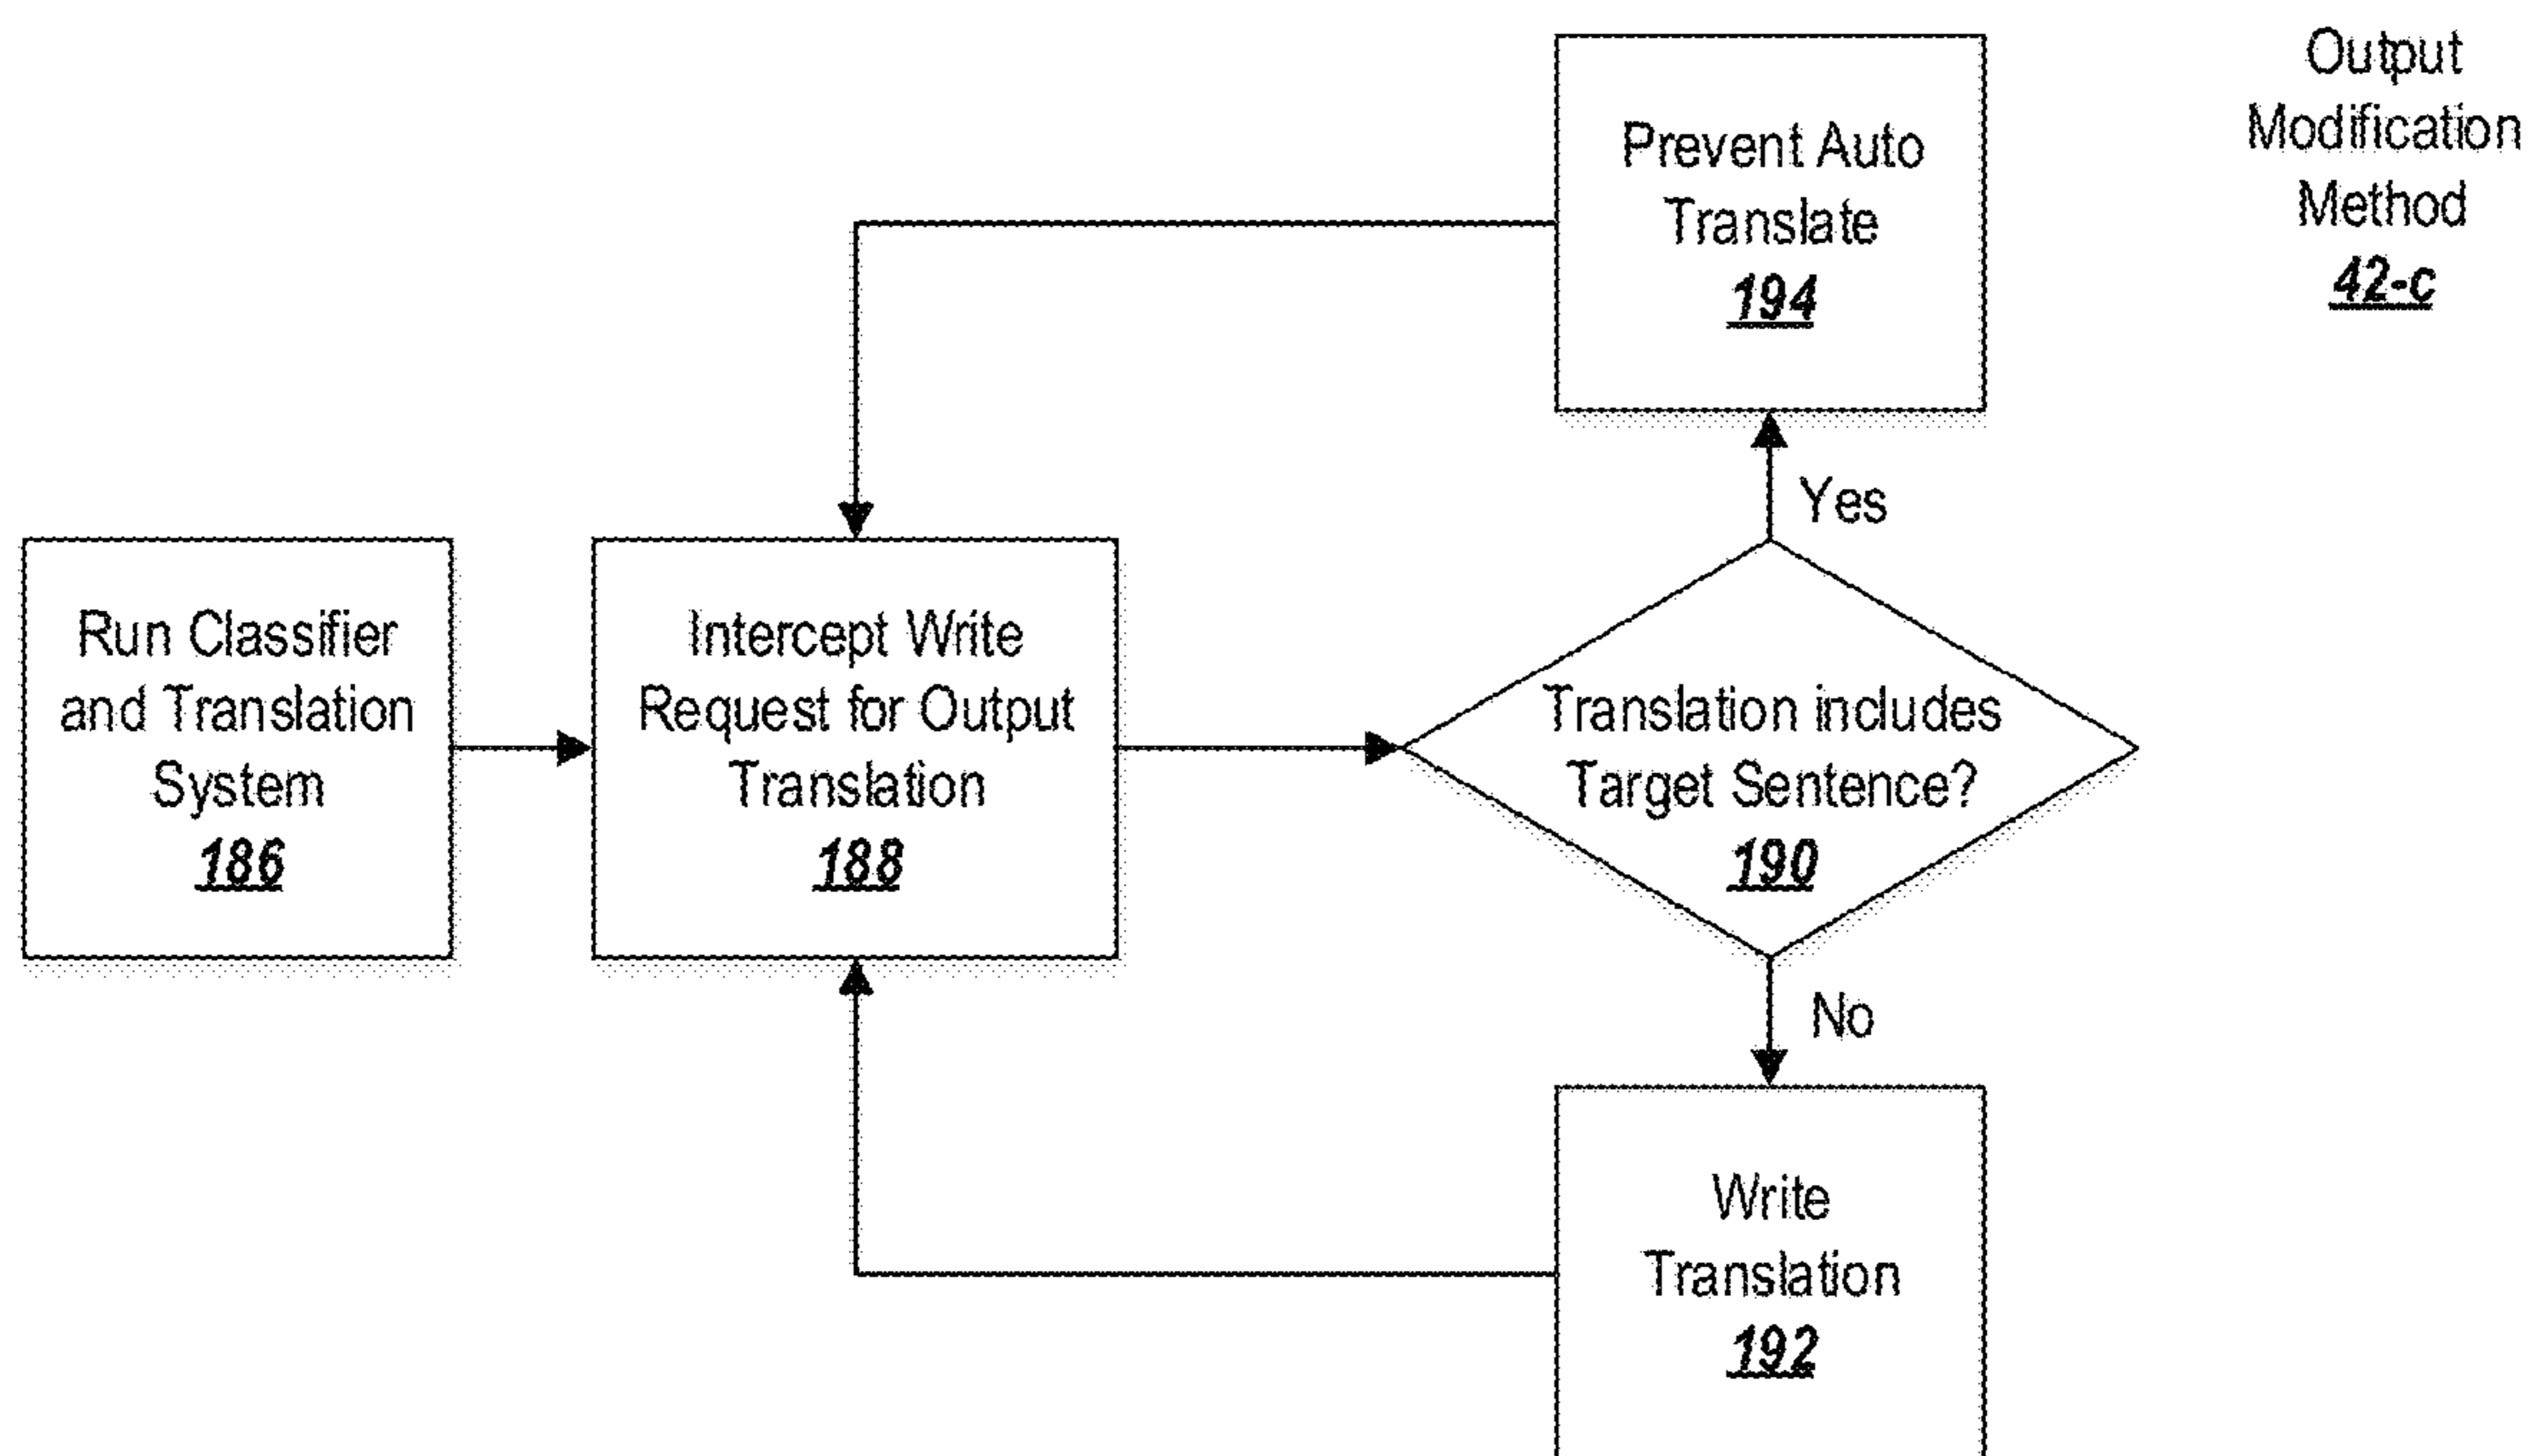 Output
Modification
Method
42-c
Prevent Auto
Translate
194
Yes
Run Classifier
and Translation
System
186
Intercept Write
Request for Output
Translation
188
Translation includes
Target Sentence?
190
No
Write
Translation
192